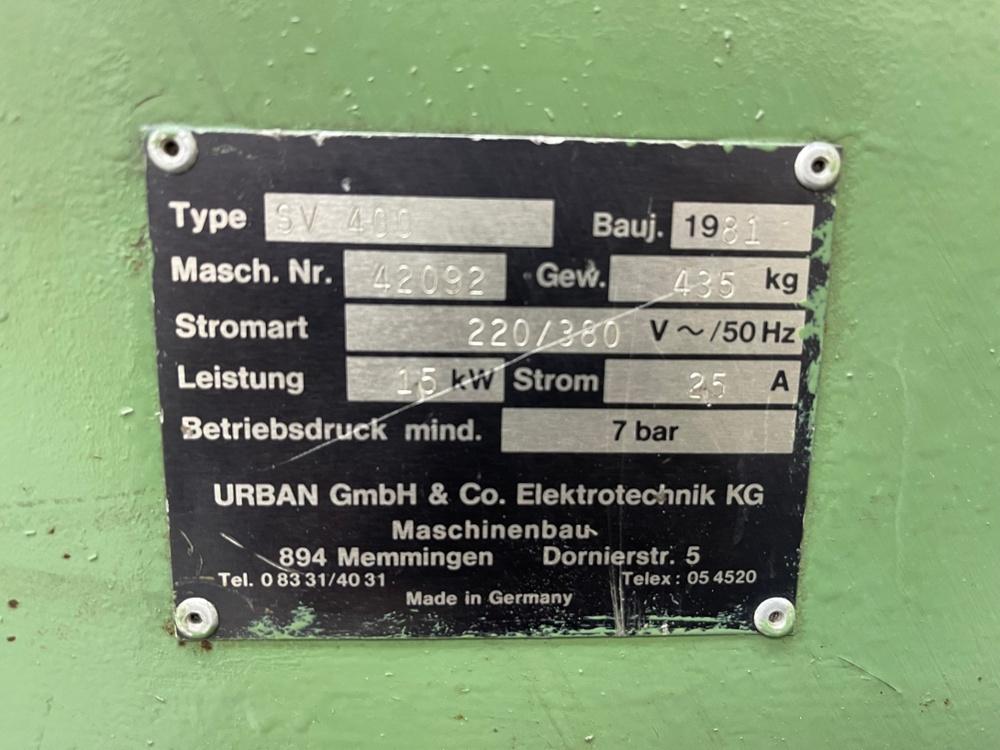 Type SV 400 Bauj. 1981
Masch. Nr. 42092 Gew. 435 kg
Stromart 220/380 V ~ /50 Hz
Leistung 1,5 kW Strom 25 A
Betriebsdruck mind. 7 bar
URBAN GmbH & Co. Elektrotechnik KG
Maschinenbau
894 Memmingen Dornierstr. 5
Tel. 0 83 31/40 31 Telex: 05 4520
Made in Germany